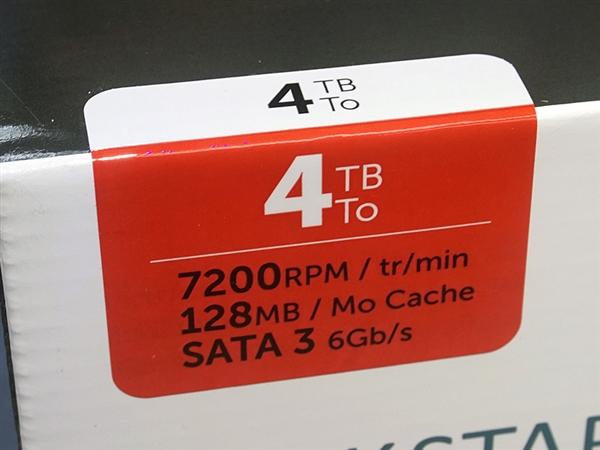 4 TB
To
4 TB
To
7200RPM / tr/min
128MB / Mo Cache
SATA 3 6Gb/s